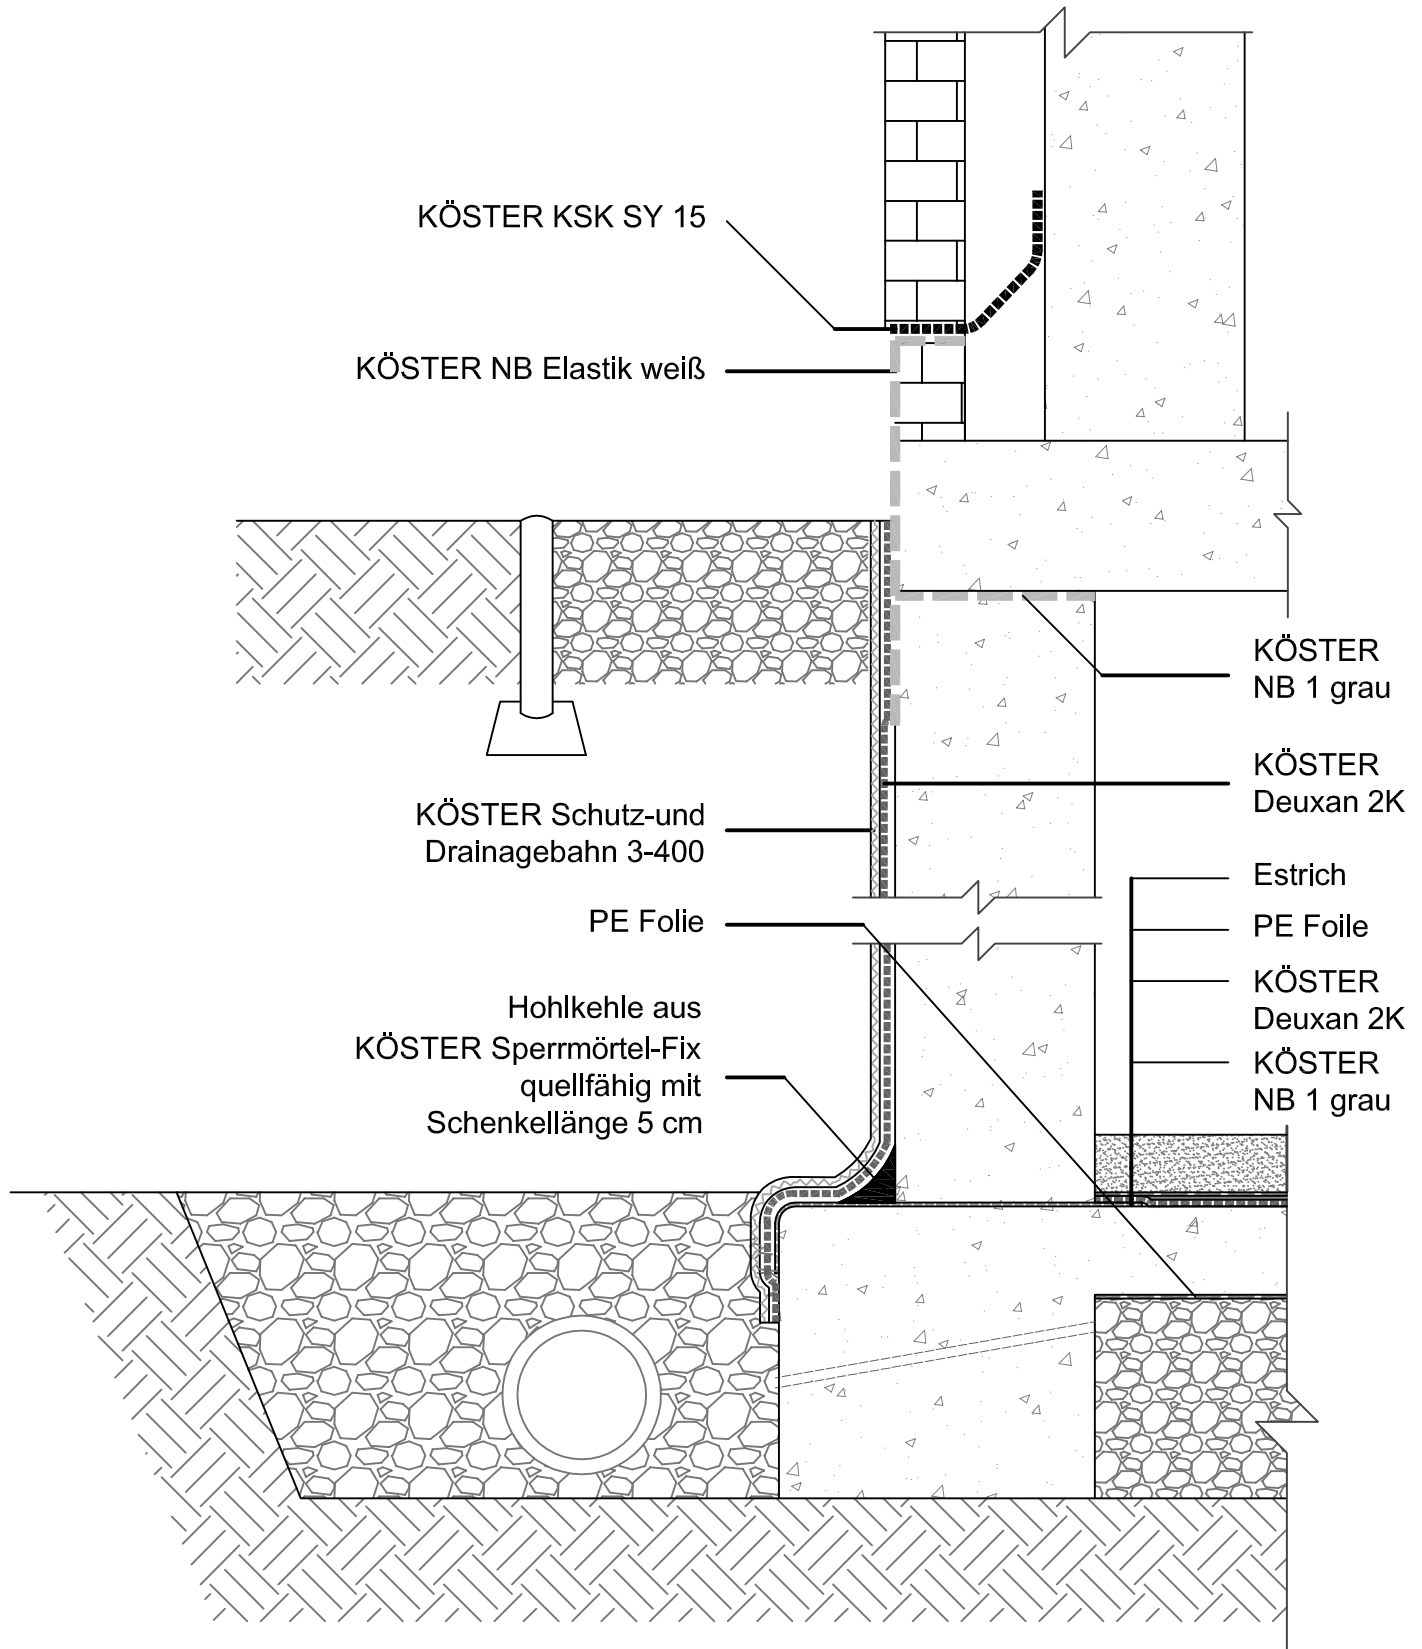 KÖSTER KSK SY 15
KÖSTER NB Elastik weiß
KÖSTER
NB 1 grau
KÖSTER
Deuxan 2K
KÖSTER Schutz-und
Drainagebahn 3-400
Estrich
PE Folie
PE Foile
KÖSTER
Deuxan 2K
Hohlkehle aus
KÖSTER Sperrmörtel-Fix
quellfähig mit
Schenkellänge 5 cm
KÖSTER
NB 1 grau